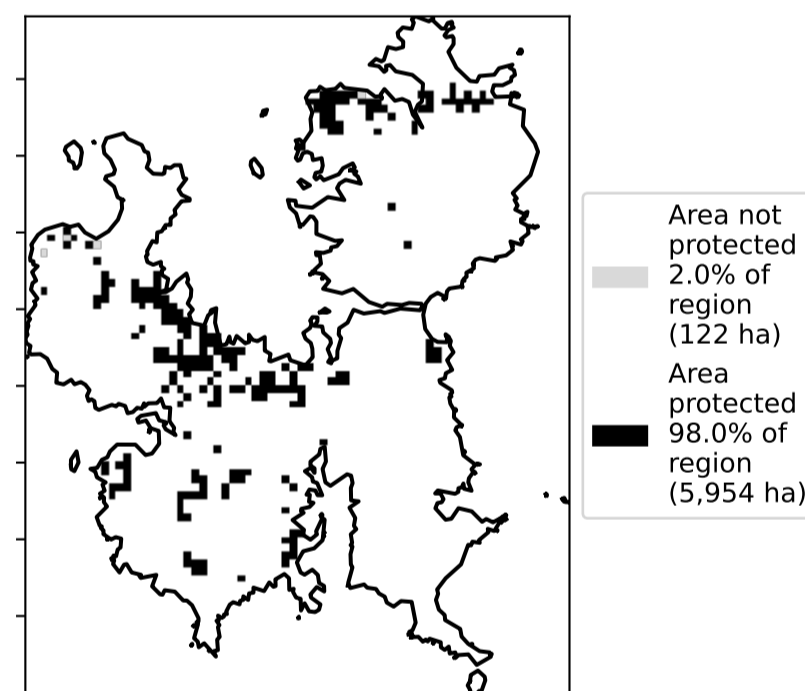 Area not
protected
2.0% of
region
(122 ha)
Area
protected
98.0% of
region
(5,954 ha)